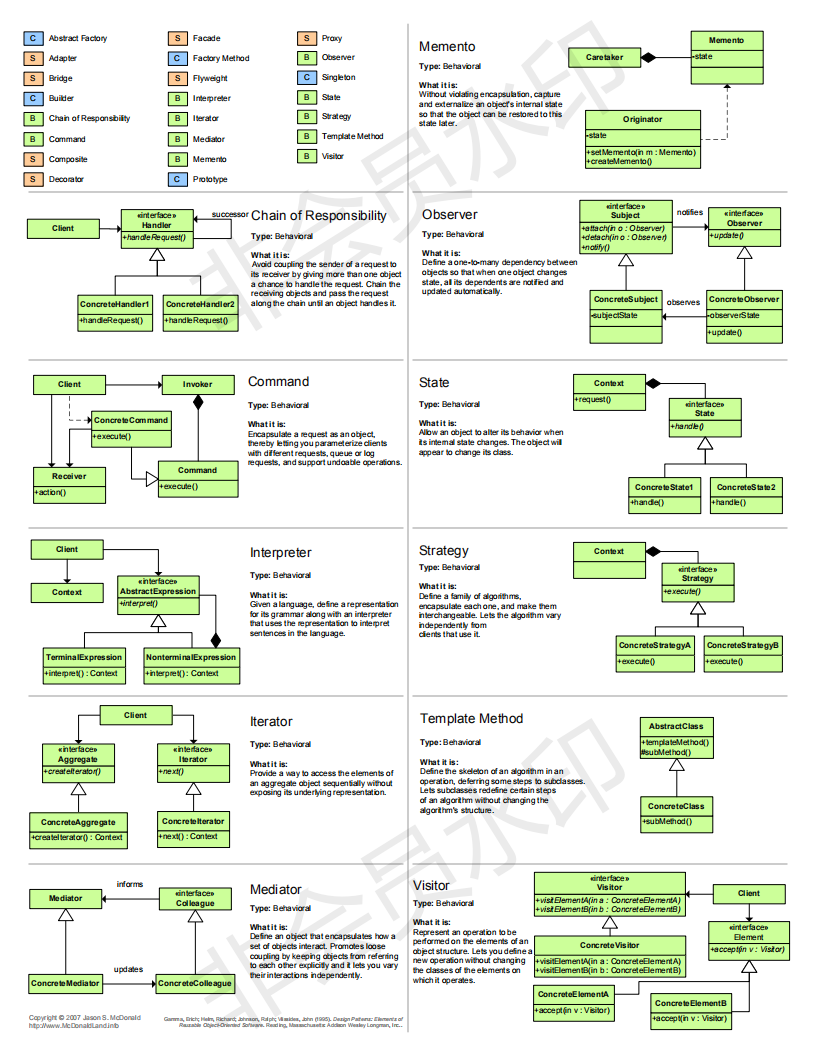 C Abstract Factory
S Adapter
S Bridge
C Builder
B Chain of Responsibility
B Command
S Composite
S Decorator
S Facade
C Factory Method
S Flyweight
B Interpreter
B Iterator
B Mediator
B Memento
C Prototype
S Proxy
B Observer
C Singleton
B State
B Strategy
B Template Method
B Visitor
Memento
Type: Behavioral
What it is:
Without violating encapsulation, capture
and externalize an object's internal state
so that the object can be restored to this
state later.
Caretaker
Memento
-state
Originator
-state
+setMemento(in m : Memento)
+createMemento()
Client
«interface»
Handler
+handleRequest()
successor
ConcreteHandler1
+handleRequest()
ConcreteHandler2
+handleRequest()
Chain of Responsibility
Type: Behavioral
What it is:
Avoid coupling the sender of a request to
its receiver by giving more than one object
a chance to handle the request. Chain the
receiving objects and pass the request
along the chain until an object handles it.
Observer
Type: Behavioral
What it is:
Define a one-to-many dependency between
objects so that when one object changes
state, all its dependents are notified and
updated automatically.
«interface»
Subject
+attach(in o : Observer)
+detach(in o : Observer)
+notify()
notifies
«interface»
Observer
+update()
ConcreteSubject
-subjectState
observes
ConcreteObserver
-observerState
+update()
Client
Invoker
ConcreteCommand
+execute()
Receiver
+action()
Command
+execute()
Command
Type: Behavioral
What it is:
Encapsulate a request as an object,
thereby letting you parameterize clients
with different requests, queue or log
requests, and support undoable operations.
State
Type: Behavioral
What it is:
Allow an object to alter its behavior when
its internal state changes. The object will
appear to change its class.
Context
+request()
«interface»
State
+handle()
ConcreteState1
+handle()
ConcreteState2
+handle()
Client
Context
«interface»
AbstractExpression
+interpret()
TerminalExpression
+interpret() : Context
NonterminalExpression
+interpret() : Context
Interpreter
Type: Behavioral
What it is:
Given a language, define a representation
for its grammar along with an interpreter
that uses the representation to interpret
sentences in the language.
Strategy
Type: Behavioral
What it is:
Define a family of algorithms,
encapsulate each one, and make them
interchangeable. Lets the algorithm vary
independently from
clients that use it.
Context
«interface»
Strategy
+execute()
ConcreteStrategyA
+execute()
ConcreteStrategyB
+execute()
Client
«interface»
Aggregate
+createIterator()
«interface»
Iterator
+next()
ConcreteAggregate
+createIterator() : Context
ConcreteIterator
+next() : Context
Iterator
Type: Behavioral
What it is:
Provide a way to access the elements of
an aggregate object sequentially without
exposing its underlying representation.
Template Method
Type: Behavioral
What it is:
Define the skeleton of an algorithm in an
operation, deferring some steps to subclasses.
Lets subclasses redefine certain steps
of an algorithm without changing the
algorithm's structure.
AbstractClass
+templateMethod()
#subMethod()
ConcreteClass
+subMethod()
Mediator
informs
«interface»
Colleague
ConcreteMediator
updates
ConcreteColleague
Mediator
Type: Behavioral
What it is:
Define an object that encapsulates how a
set of objects interact. Promotes loose
coupling by keeping objects from referring
to each other explicitly and it lets you vary
their interactions independently.
Visitor
Type: Behavioral
What it is:
Represent an operation to be
performed on the elements of an
object structure. Lets you define a
new operation without changing
the classes of the elements on
which it operates.
«interface»
Visitor
+visitElementA(in a : ConcreteElementA)
+visitElementB(in b : ConcreteElementB)
Client
«interface»
Element
+accept(in v : Visitor)
ConcreteVisitor
+visitElementA(in a : ConcreteElementA)
+visitElementB(in b : ConcreteElementB)
ConcreteElementA
+accept(in v : Visitor)
ConcreteElementB
+accept(in v : Visitor)
Copyright © 2007 Jason S. McDonald
http://www.McDonaldLand.info
Gamma, Erich; Helm, Richard; Johnson, Ralph; Vlissides, John (1995). Design Patterns: Elements of
Reusable Object-Oriented Software. Reading, Massachusetts: Addison Wesley Longman, Inc..
非会员水印
非会员水印